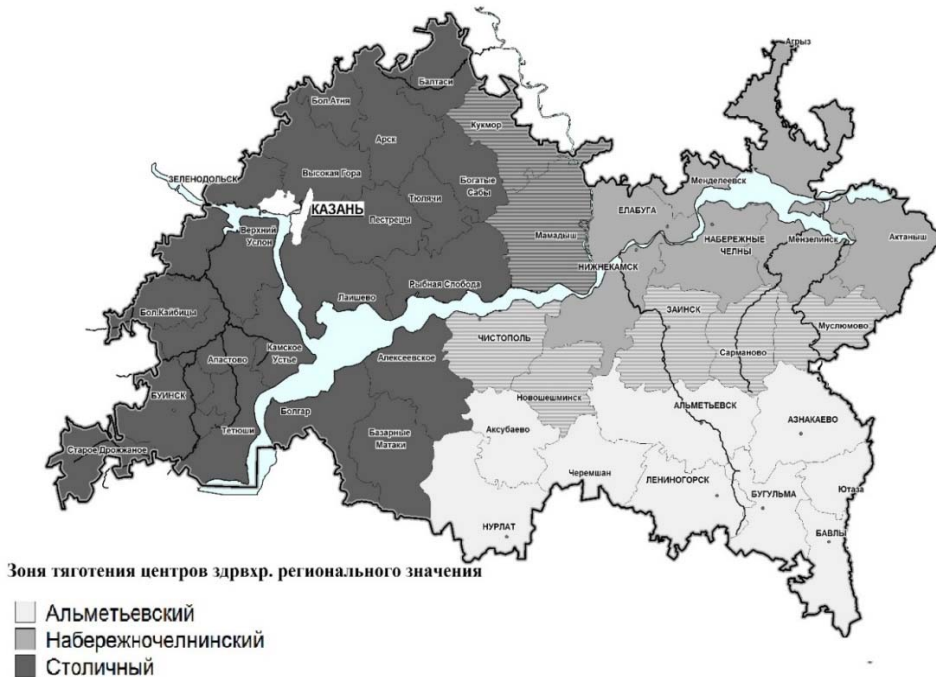 Агрыз
Балтаси
Бол.Атня
Кукмор
Арск
Высокая Гора
Богатые Сабы
ЗЕЛЕНОДОЛЬСК
Менделеевск
Тюлячи
КАЗАНЬ
ЕЛАБУГА
Пестрецы
Верхний Услон
Мамадыш
НАБЕРЕЖНЫЕ ЧЕЛНЫ
Мензелинск
Актаныш
НИЖНЕКАМСК
Рыбная Слобода
Лаишево
Бол.Кайбицы
ЗАИНСК
Муслюмово
ЧИСТОПОЛЬ
Камское Устье
Апастово
Алексеевское
Сарманово
БУИНСК
Новошешминск
АЛЬМЕТЬЕВСК
Болгар
АЗНАКАЕВО
Тетюши
Аксубаево
Базарные Матаки
Старое Дрожжаное
Черемшан
ЛЕНИНОГОРСК
Ютаза
БУГУЛЬМА
НУРЛАТ
БАВЛЫ
Зоня тяготения центров здрвхр. регионального значения
Альметьевский
Набережночелнинский
Столичный